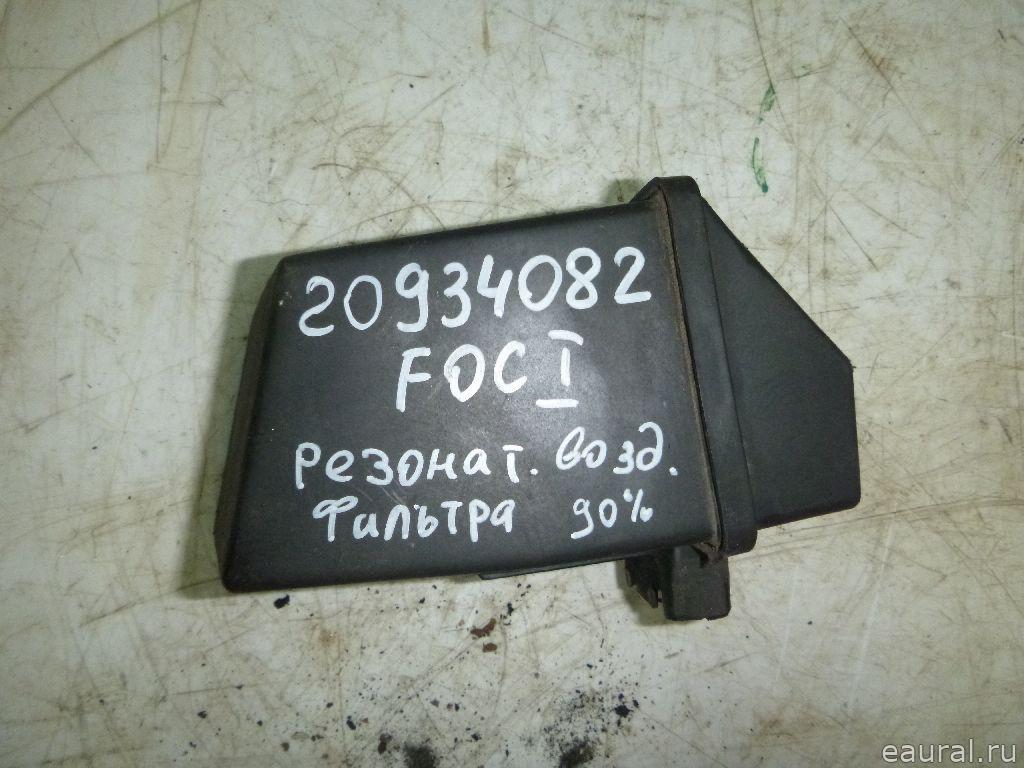 20934082
FOC I
Резонат. возд.
Фильтра 90%
eaural.ru